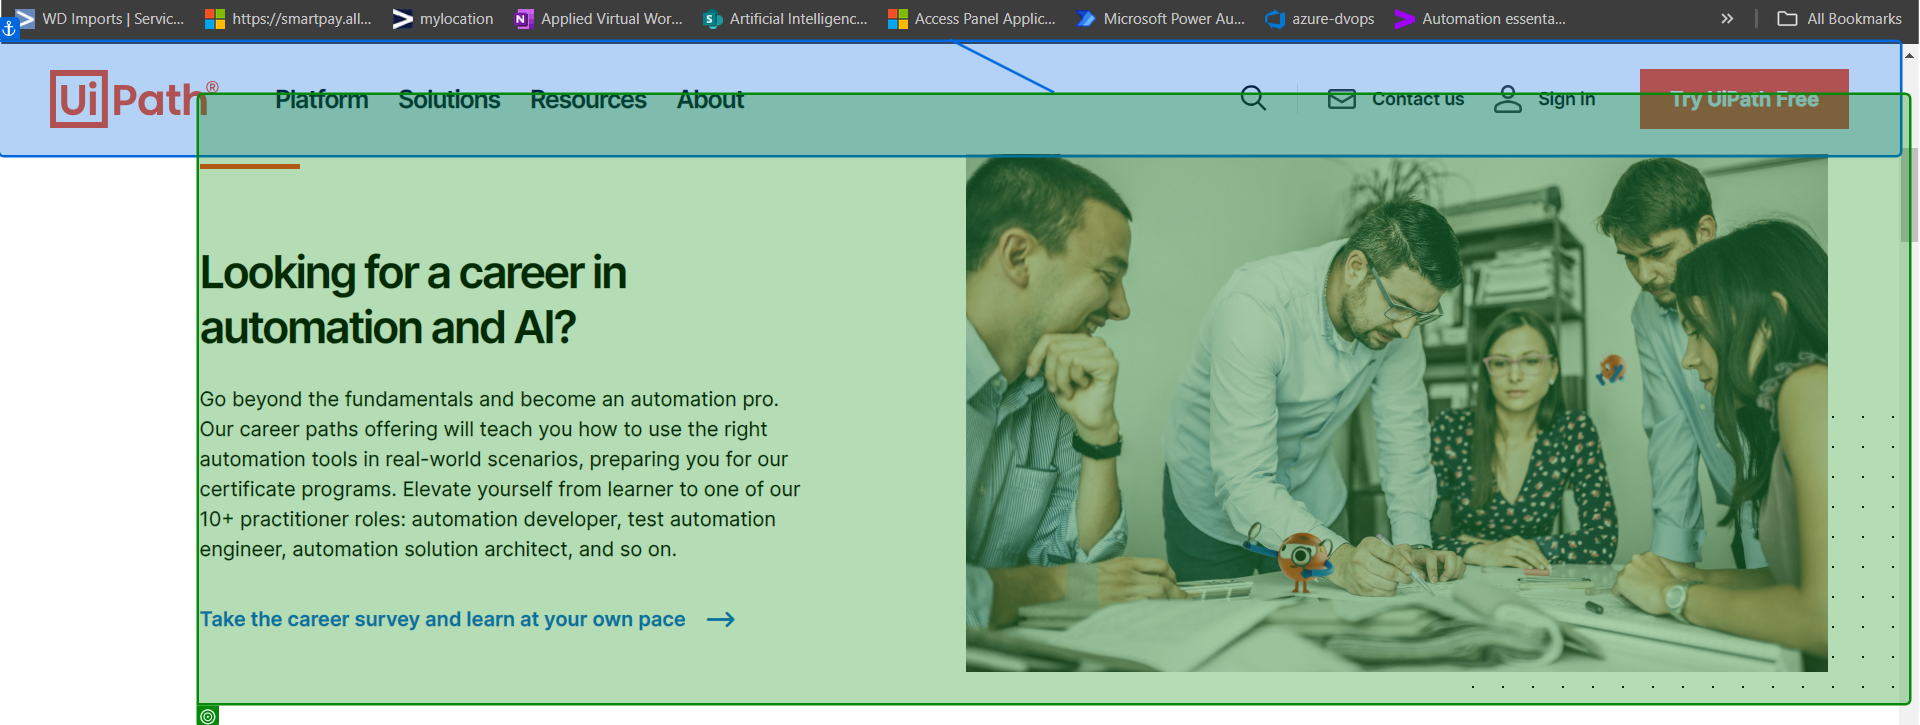 WD Imports | Servic... https://smartpay.all... mylocation Applied Virtual Wor... Artificial Intelligenc... Access Panel Applic... Microsoft Power Au... azure-dvops Automation essenta... » All Bookmarks
UiPath® Platform Solutions Resources About Contact us Sign in Try UiPath Free
Looking for a career in
automation and AI?
Go beyond the fundamentals and become an automation pro.
Our career paths offering will teach you how to use the right
automation tools in real-world scenarios, preparing you for our
certificate programs. Elevate yourself from learner to one of our
10+ practitioner roles: automation developer, test automation
engineer, automation solution architect, and so on.
Take the career survey and learn at your own pace →